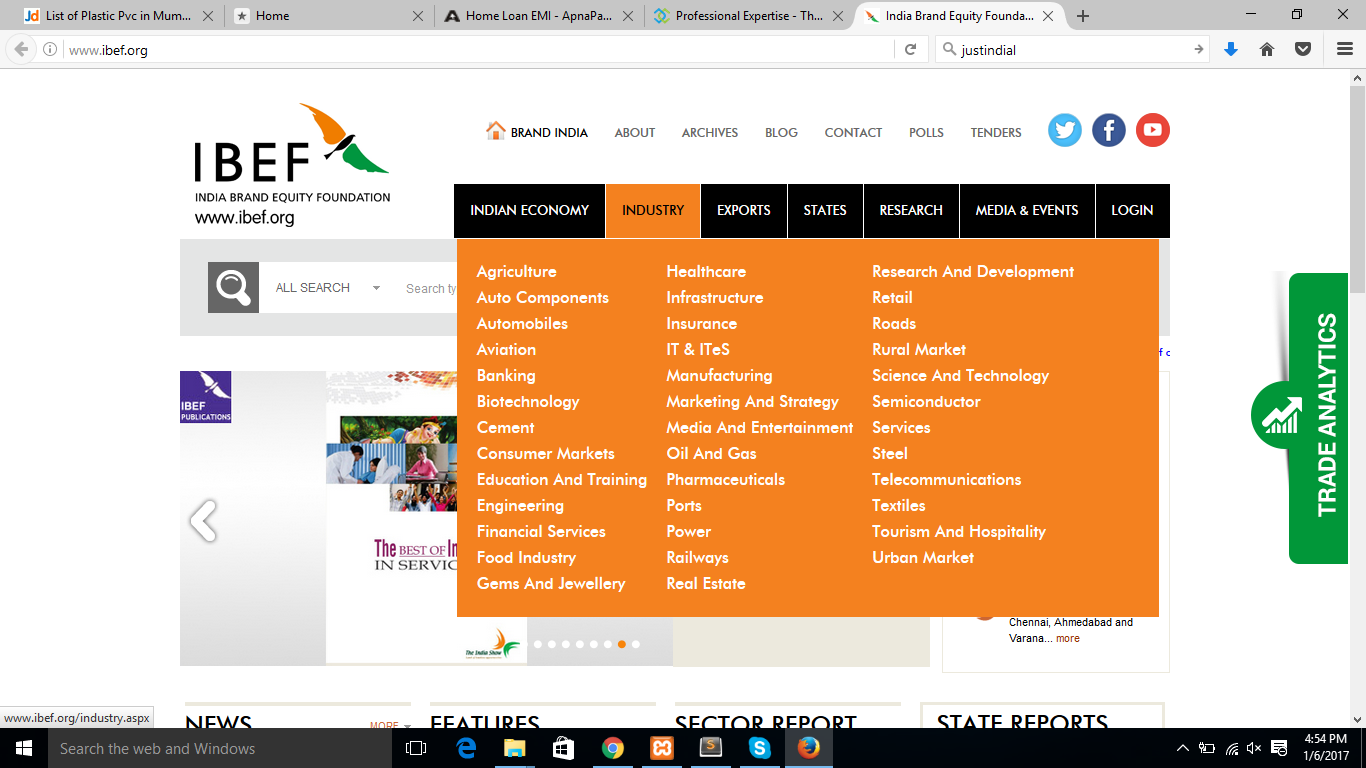 List of Plastic Pvc in Mum...
Home
Home Loan EMI - ApnaPa...
Professional Expertise - Th...
India Brand Equity Founda...
www.ibef.org
justindial
IBEF
INDIA BRAND EQUITY FOUNDATION
www.ibef.org
BRAND INDIA
ABOUT
ARCHIVES
BLOG
CONTACT
POLLS
TENDERS
INDIAN ECONOMY
INDUSTRY
EXPORTS
STATES
RESEARCH
MEDIA & EVENTS
LOGIN
ALL SEARCH
Search ty
Agriculture
Auto Components
Automobiles
Aviation
Banking
Biotechnology
Cement
Consumer Markets
Education And Training
Engineering
Financial Services
Food Industry
Gems And Jewellery
Healthcare
Infrastructure
Insurance
IT & ITeS
Manufacturing
Marketing And Strategy
Media And Entertainment
Oil And Gas
Pharmaceuticals
Ports
Power
Railways
Real Estate
Research And Development
Retail
Roads
Rural Market
Science And Technology
Semiconductor
Services
Steel
Telecommunications
Textiles
Tourism And Hospitality
Urban Market
TRADE ANALYTICS
IBEF
PUBLICATIONS
The BEST OF In
IN SERVIC
The India Show
Chennai, Ahmedabad and
Varana... more
NEWS
MORE
FEATURES
SECTOR REPORT
STATE REPORTS
www.ibef.org/industry.aspx
Search the web and Windows
4:54 PM
1/6/2017